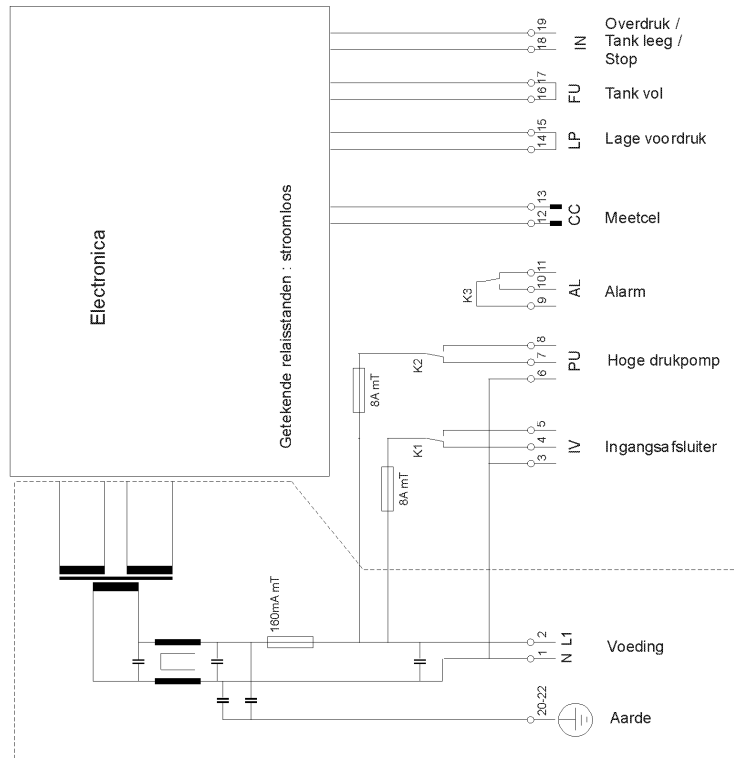 Electronica
Getekende relaisstanden : stroomloos
19
18
IN
Overdruk /
Tank leeg /
Stop
17
16
FU
Tank vol
15
14
LP
Lage voordruk
13
12
CC
Meetcel
K3
11
10
9
AL
Alarm
K2
8A mT
8
7
6
PU
Hoge drukpomp
K1
8A mT
5
4
3
IV
Ingangsafsluiter
160mA mT
2
L1
1
N
Voeding
20-22
Aarde